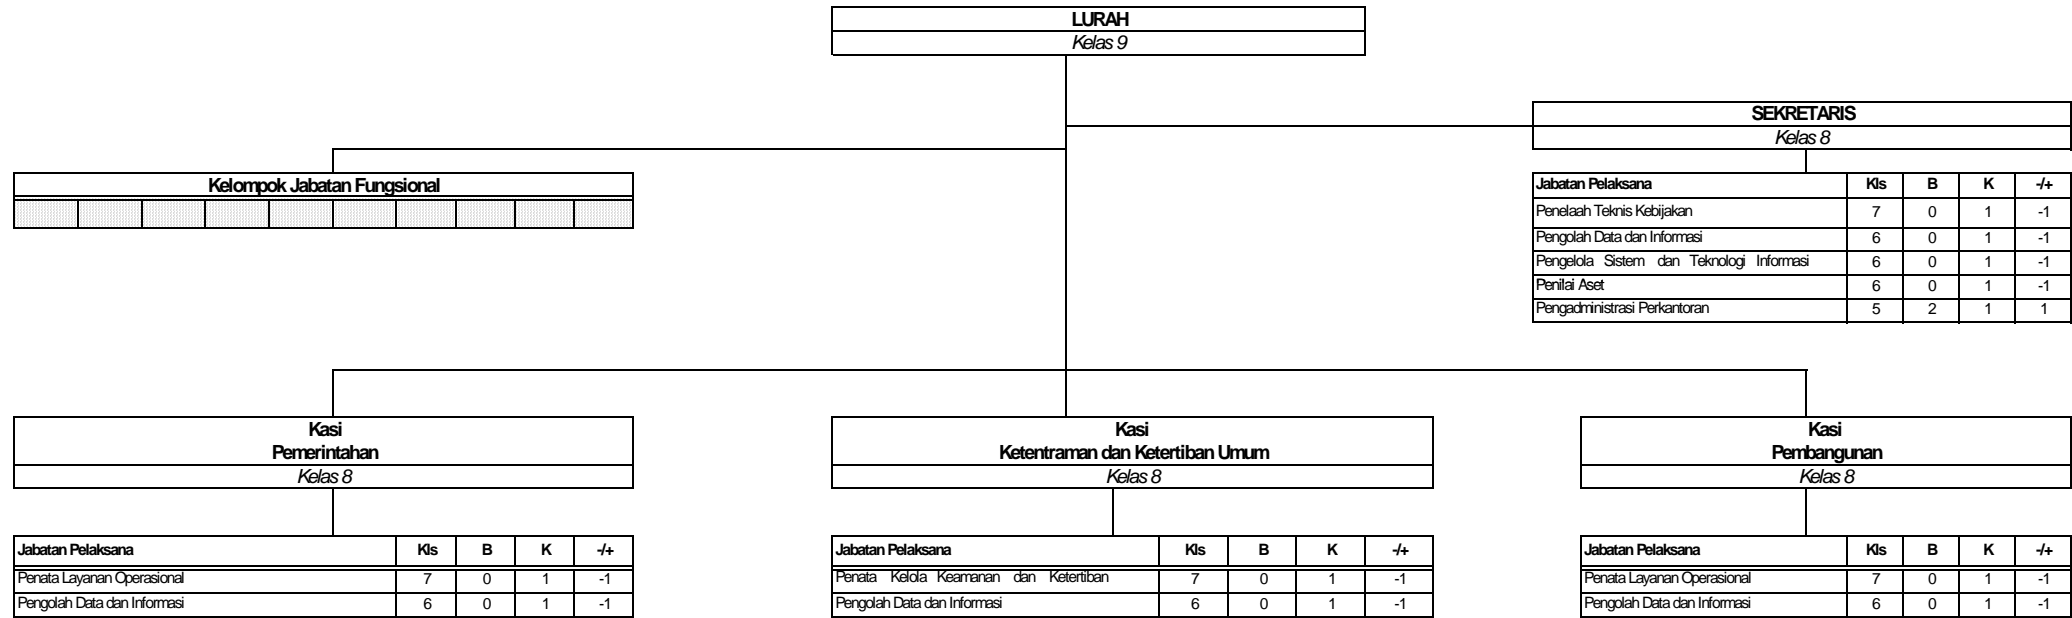 LURAH
Kelas 9
SEKRETARIS
Kelas 8
Kelompok Jabatan Fungsional
Jabatan Pelaksana Kls B K -/+
Penelaah Teknis Kebijakan 7 0 1 -1
Pengolah Data dan Informasi 6 0 1 -1
Pengelola Sistem dan Teknologi Informasi 6 0 1 -1
Penilai Aset 6 0 1 -1
Pengadministrasi Perkantoran 5 2 1 1
Kasi
Pemerintahan
Kelas 8
Jabatan Pelaksana Kls B K -/+
Penata Layanan Operasional 7 0 1 -1
Pengolah Data dan Informasi 6 0 1 -1
Kasi
Ketentraman dan Ketertiban Umum
Kelas 8
Jabatan Pelaksana Kls B K -/+
Penata Kelola Keamanan dan Ketertiban 7 0 1 -1
Pengolah Data dan Informasi 6 0 1 -1
Kasi
Pembangunan
Kelas 8
Jabatan Pelaksana Kls B K -/+
Penata Layanan Operasional 7 0 1 -1
Pengolah Data dan Informasi 6 0 1 -1